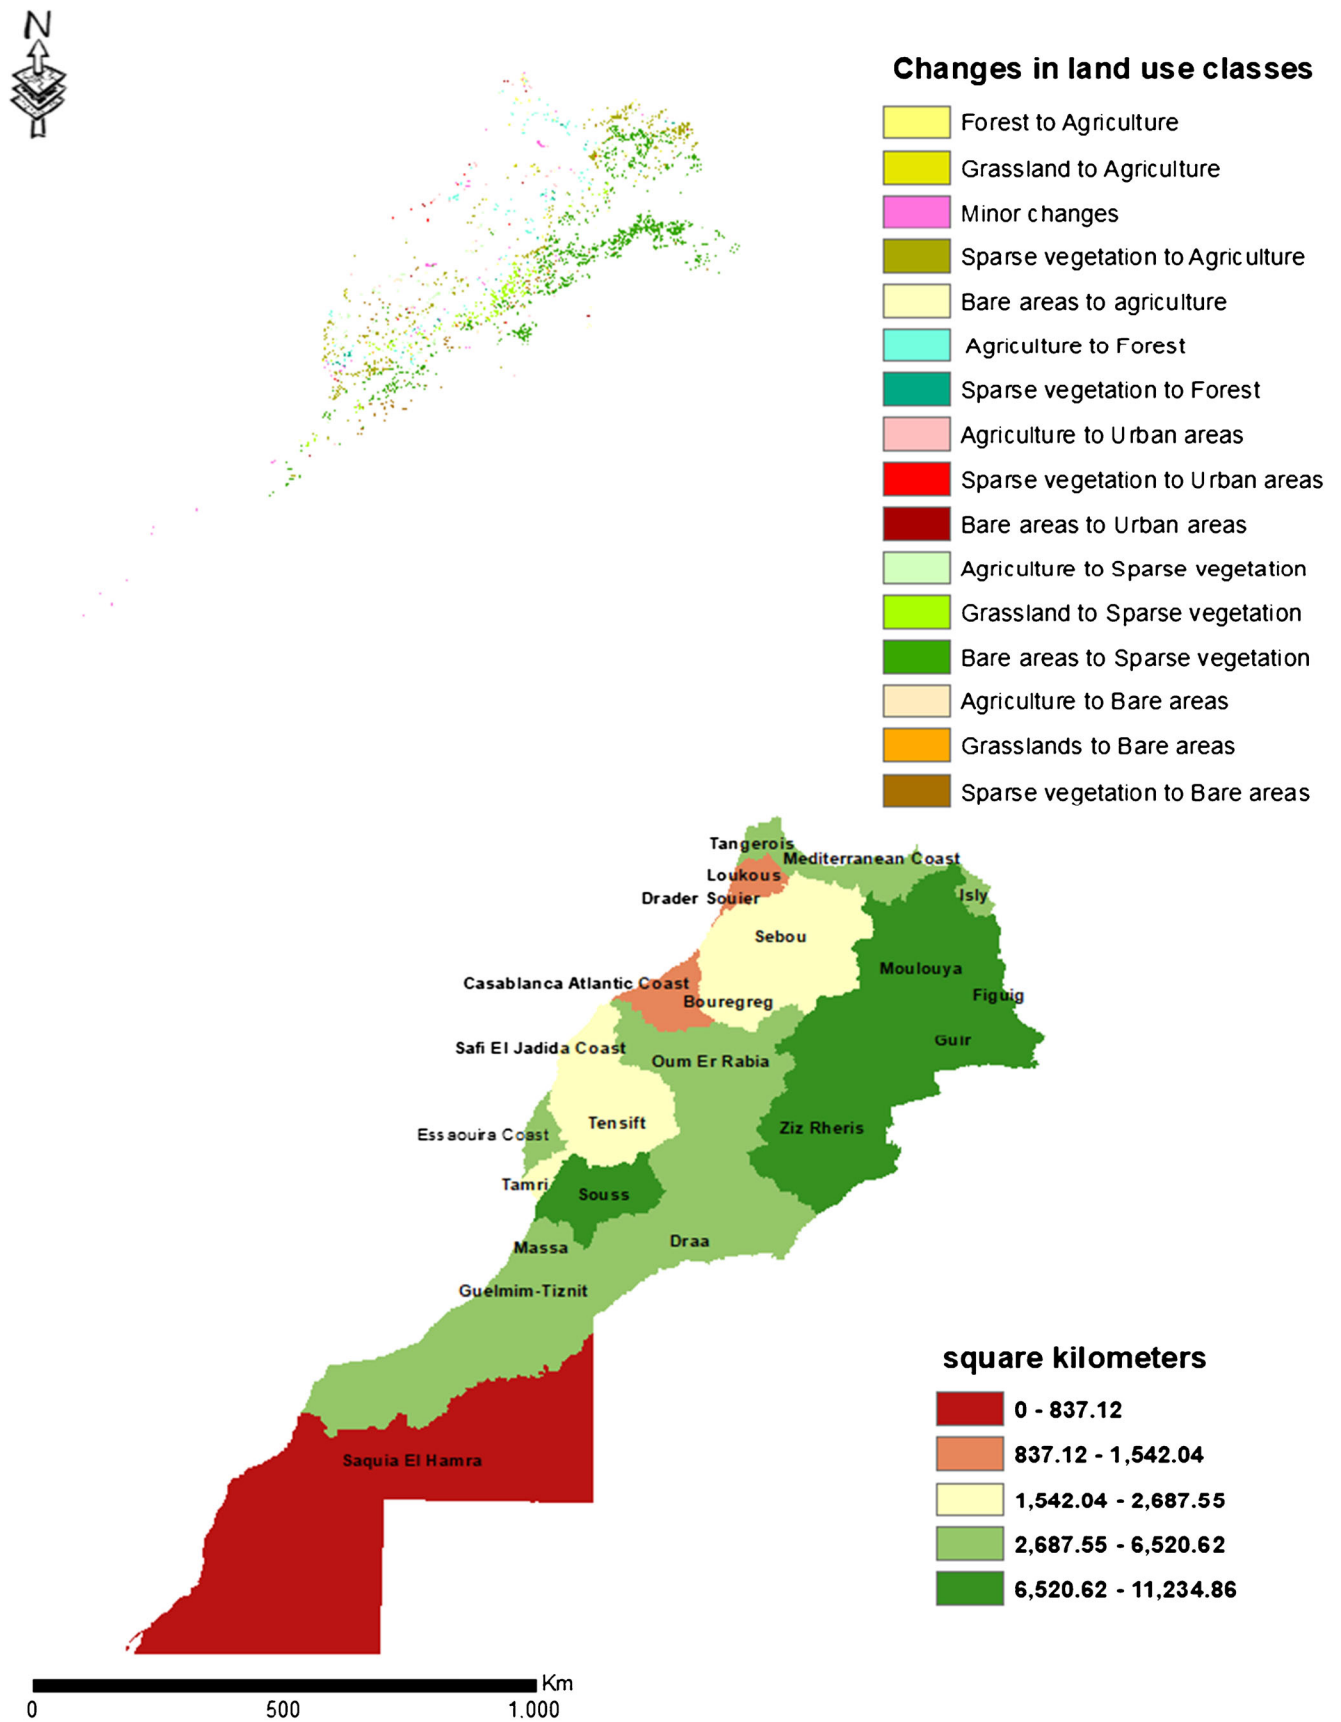 N
Changes in land use classes
Forest to Agriculture
Grassland to Agriculture
Minor changes
Sparse vegetation to Agriculture
Bare areas to agriculture
Agriculture to Forest
Sparse vegetation to Forest
Agriculture to Urban areas
Sparse vegetation to Urban areas
Bare areas to Urban areas
Agriculture to Sparse vegetation
Grassland to Sparse vegetation
Bare areas to Sparse vegetation
Agriculture to Bare areas
Grasslands to Bare areas
Sparse vegetation to Bare areas
Tangerois
Mediterranean Coast
Loukous
Drader Souier
Isly
Sebou
Moulouya
Casablanca Atlantic Coast
Figuig
Bouregreg
Guir
Safi El Jadida Coast
Oum Er Rabia
Tensift
Ziz Rheris
Essaouira Coast
Tamri
Souss
Draa
Massa
Guelmim-Tiznit
Saquia El Hamra
square kilometers
0 - 837.12
837.12 - 1,542.04
1,542.04 - 2,687.55
2,687.55 - 6,520.62
6,520.62 - 11,234.86
Km
0 500 1.000